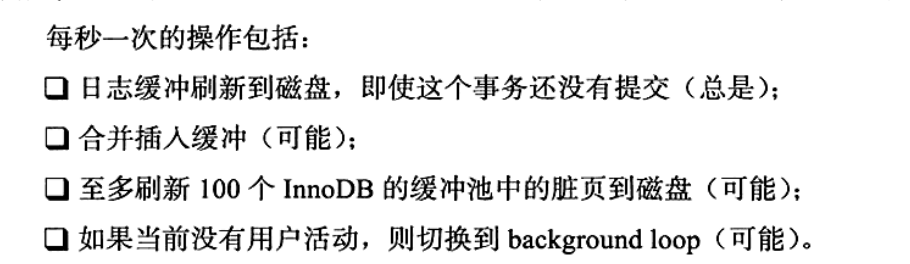 每秒一次的操作包括：
❑ 日志缓冲刷新到磁盘，即使这个事务还没有提交（总是）；
❑ 合并插入缓冲（可能）；
❑ 至多刷新 100 个 InnoDB 的缓冲池中的脏页到磁盘（可能）；
❑ 如果当前没有用户活动，则切换到 background loop（可能）。